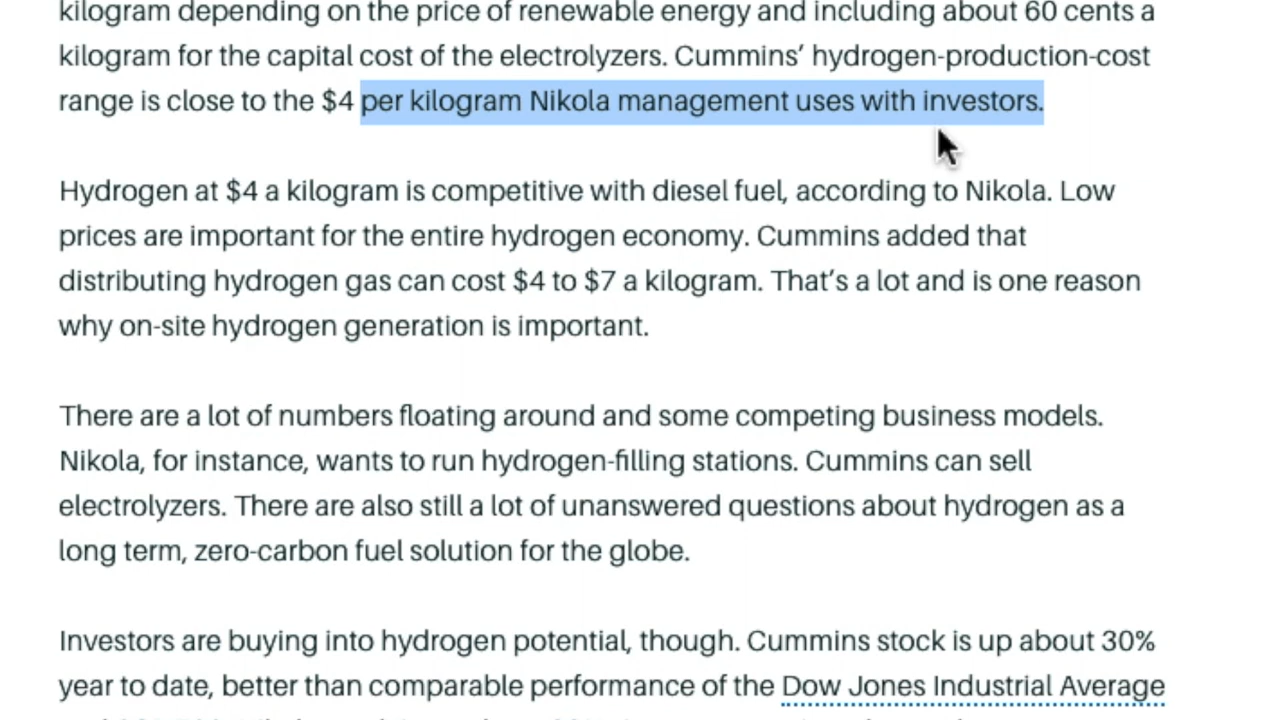 kilogram depending on the price of renewable energy and including about 60 cents a
kilogram for the capital cost of the electrolyzers. Cummins’ hydrogen-production-cost
range is close to the $4 per kilogram Nikola management uses with investors.
Hydrogen at $4 a kilogram is competitive with diesel fuel, according to Nikola. Low
prices are important for the entire hydrogen economy. Cummins added that
distributing hydrogen gas can cost $4 to $7 a kilogram. That’s a lot and is one reason
why on-site hydrogen generation is important.
There are a lot of numbers floating around and some competing business models.
Nikola, for instance, wants to run hydrogen-filling stations. Cummins can sell
electrolyzers. There are also still a lot of unanswered questions about hydrogen as a
long term, zero-carbon fuel solution for the globe.
Investors are buying into hydrogen potential, though. Cummins stock is up about 30%
year to date, better than comparable performance of the Dow Jones Industrial Average